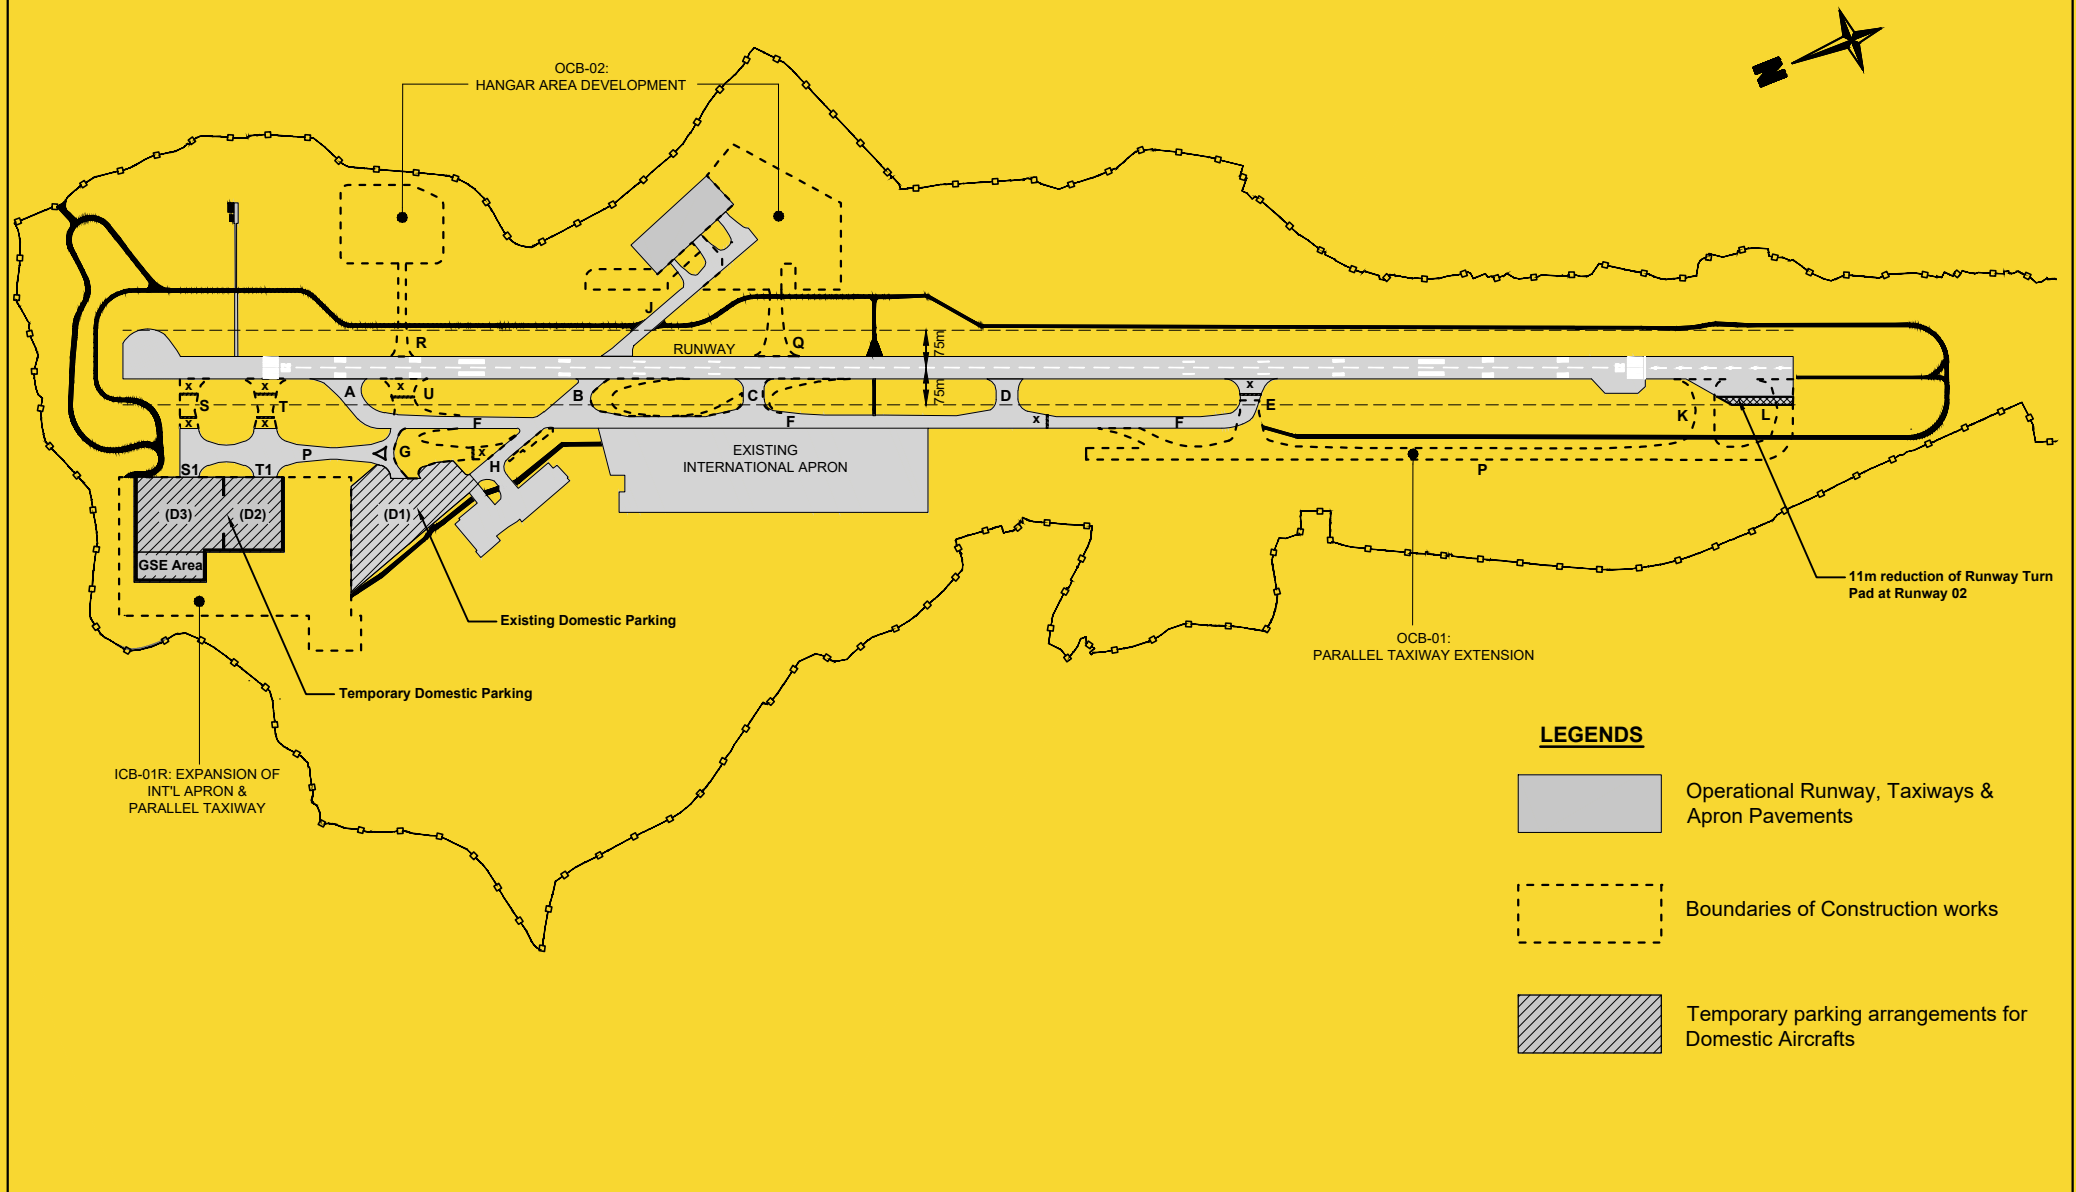 N
OCB-02:
HANGAR AREA DEVELOPMENT
J
R
RUNWAY
Q
75m
75m
x
x
x
x
S
T
A
U
B
C
D
E
K
L
x
x
F
F
x
F
P
G
x
H
EXISTING
INTERNATIONAL APRON
S1
T1
P
(D3)
(D2)
(D1)
GSE Area
11m reduction of Runway Turn
Pad at Runway 02
Existing Domestic Parking
OCB-01:
PARALLEL TAXIWAY EXTENSION
Temporary Domestic Parking
ICB-01R: EXPANSION OF
INT'L APRON &
PARALLEL TAXIWAY
LEGENDS
Operational Runway, Taxiways &
Apron Pavements
Boundaries of Construction works
Temporary parking arrangements for
Domestic Aircrafts